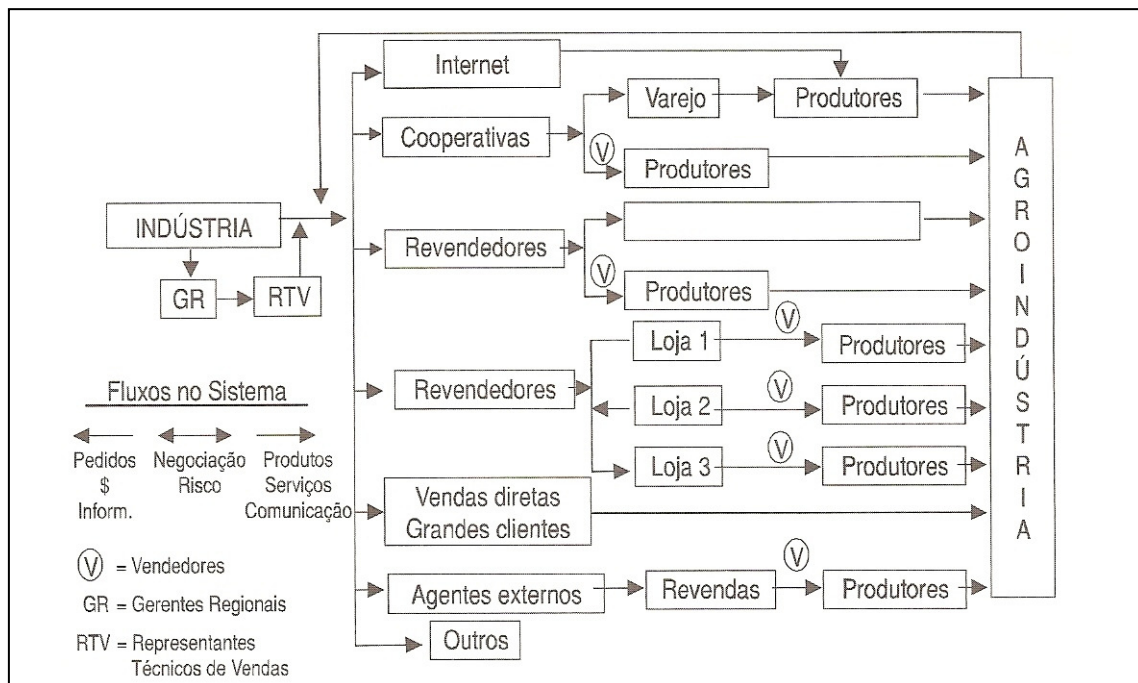 Internet
Varejo
Produtores
Cooperativas
V
Produtores
INDÚSTRIA
GR
RTV
Revendedores
V
Produtores
Revendedores
Loja 1
V
Produtores
Loja 2
V
Produtores
Loja 3
V
Produtores
Vendas diretas
Grandes clientes
Agentes externos
Revendas
V
Produtores
Outros
AGROINDÚSTRIA
Fluxos no Sistema
Pedidos
$
Inform.
Negociação
Risco
Produtos
Serviços
Comunicação
V = Vendedores
GR = Gerentes Regionais
RTV = Representantes
Técnicos de Vendas